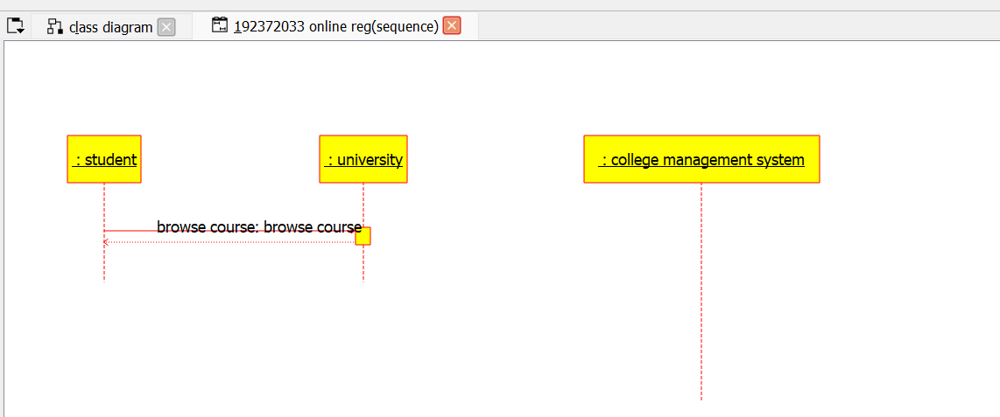 class diagram
192372033 online reg(sequence)
: student
: university
: college management system
browse course: browse course